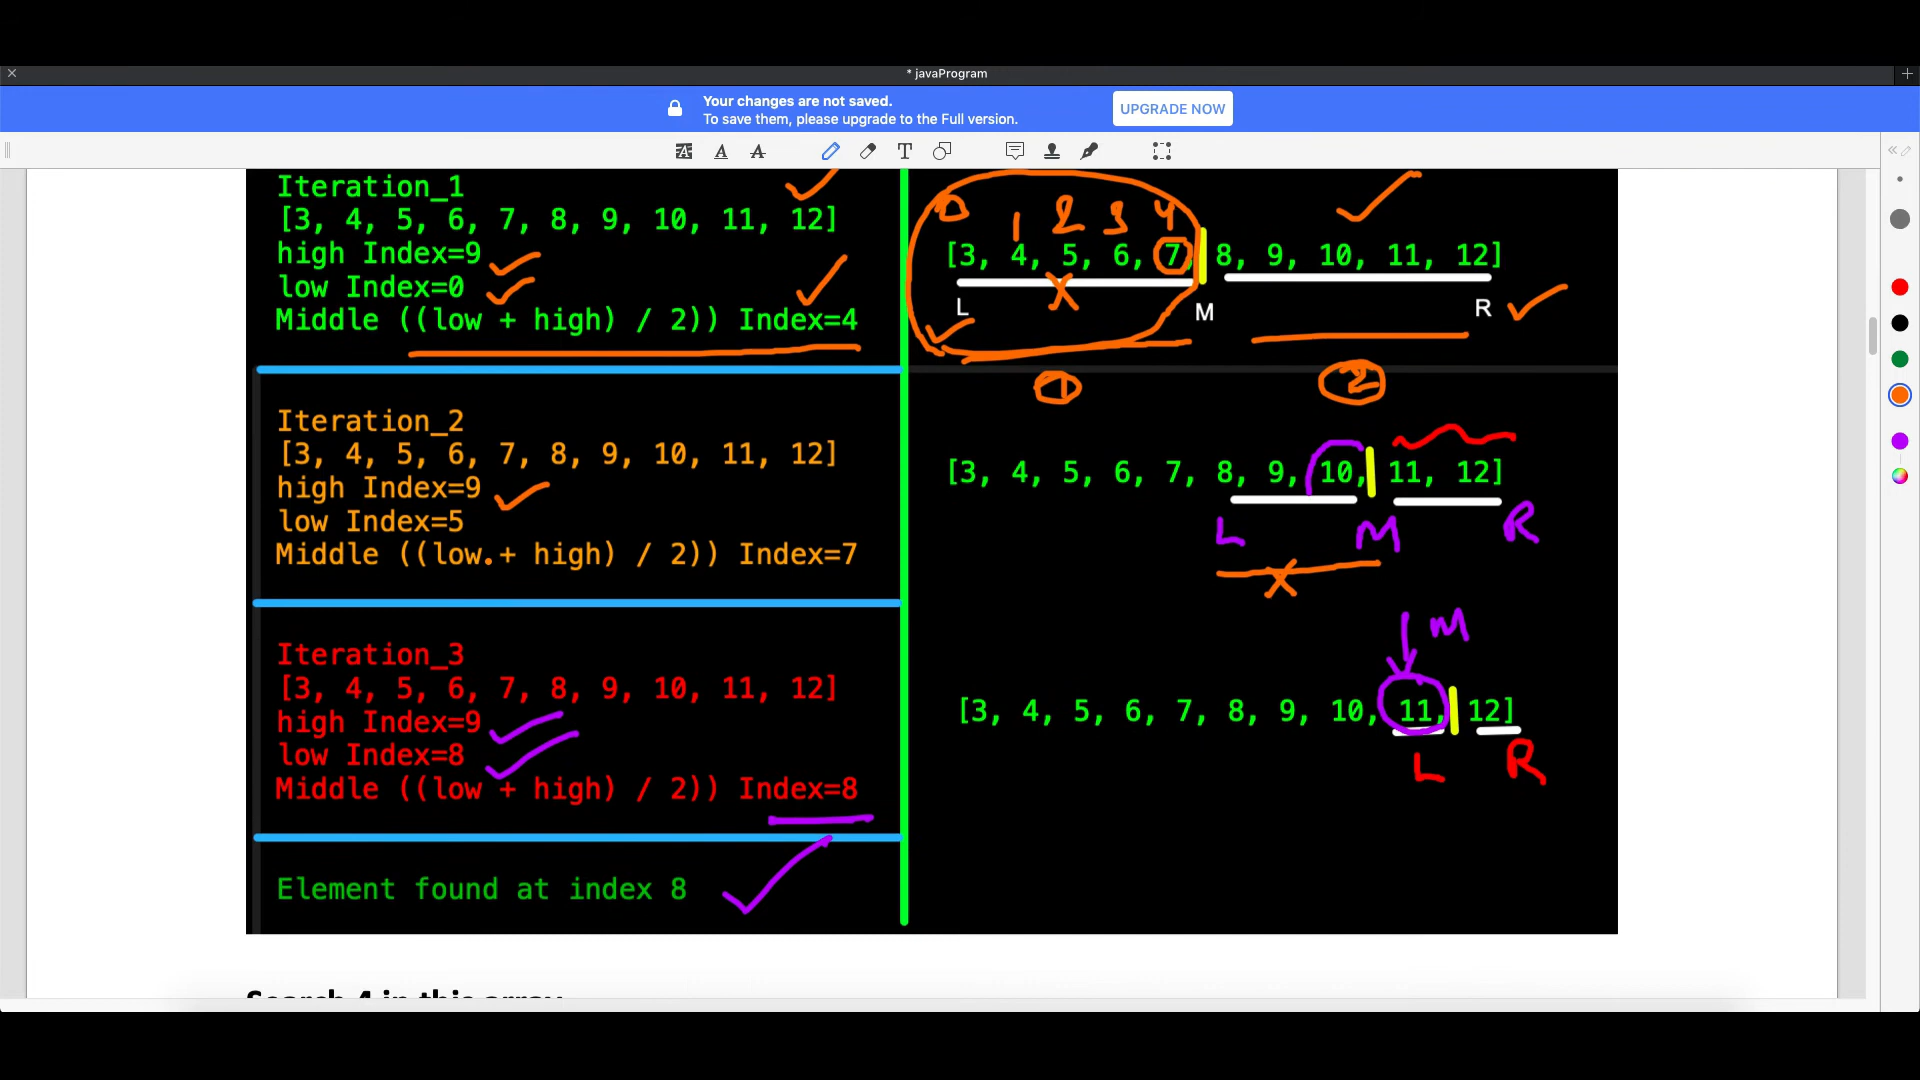 * javaProgram
Your changes are not saved.
To save them, please upgrade to the Full version.
UPGRADE NOW
Iteration_1
[3, 4, 5, 6, 7, 8, 9, 10, 11, 12]
high Index=9
low Index=0
Middle ((low + high) / 2)) Index=4
0 1 2 3 4
[3, 4, 5, 6, 7, 8, 9, 10, 11, 12]
L M R
1 2
Iteration_2
[3, 4, 5, 6, 7, 8, 9, 10, 11, 12]
high Index=9
low Index=5
Middle ((low + high) / 2)) Index=7
[3, 4, 5, 6, 7, 8, 9, 10, 11, 12]
L M R
Iteration_3
[3, 4, 5, 6, 7, 8, 9, 10, 11, 12]
high Index=9
low Index=8
Middle ((low + high) / 2)) Index=8
M
[3, 4, 5, 6, 7, 8, 9, 10, 11, 12]
L R
Element found at index 8
Search 4 in this array